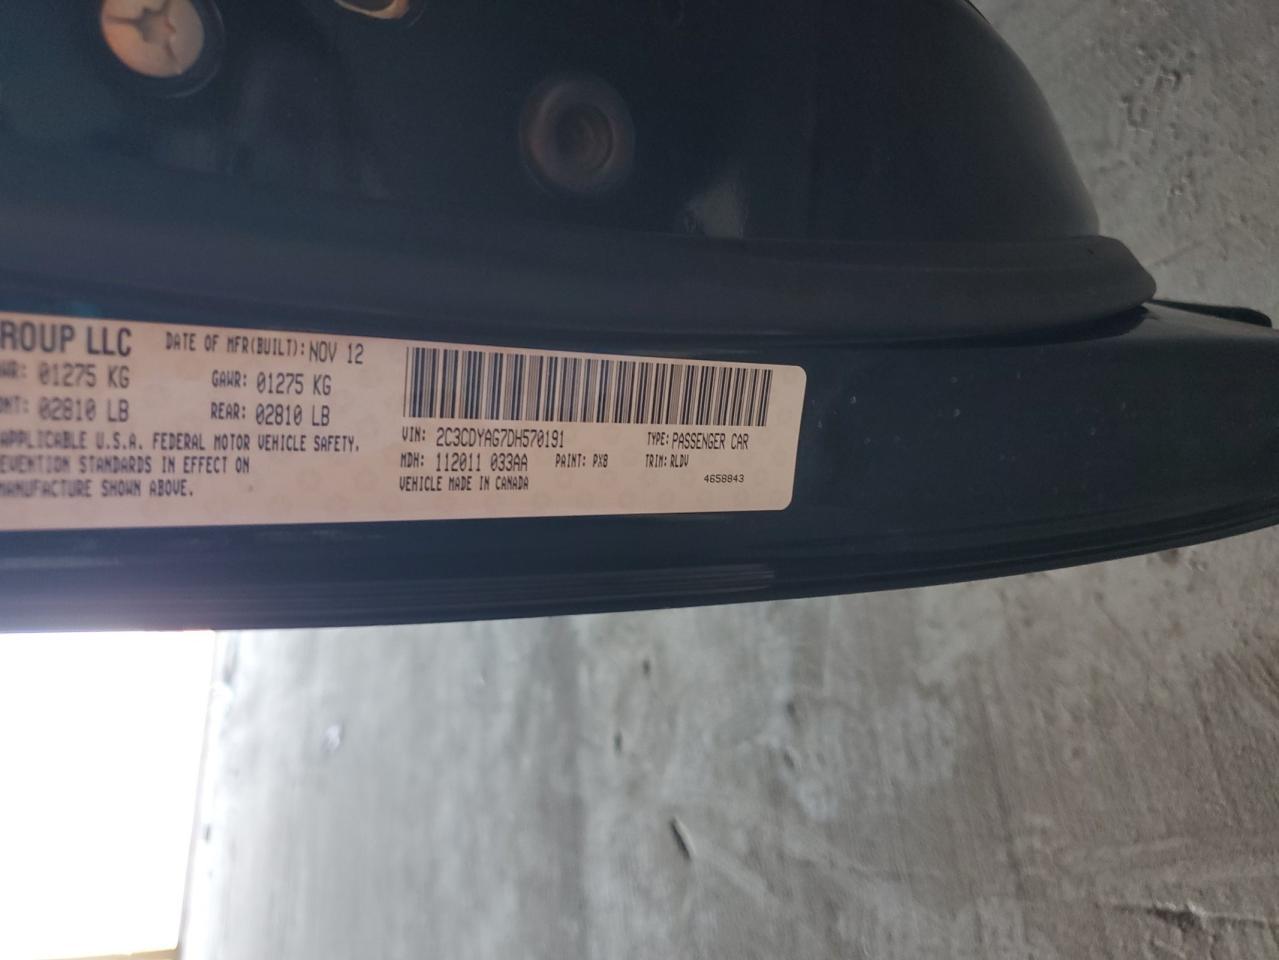 ROUP LLC
DATE OF MFR(BUILT): NOV 12
01275 KG
GAWR: 01275 KG
02810 LB
REAR: 02810 LB
APPLICABLE U.S.A. FEDERAL MOTOR VEHICLE SAFETY,
EVENTION STANDARDS IN EFFECT ON
MANUFACTURE SHOWN ABOVE.
VIN: 2C3CDYAG7DH570191
TYPE: PASSENGER CAR
MDH: 112011 033AA
PAINT: PX8
TRIM: RLDV
VEHICLE MADE IN CANADA
4658843